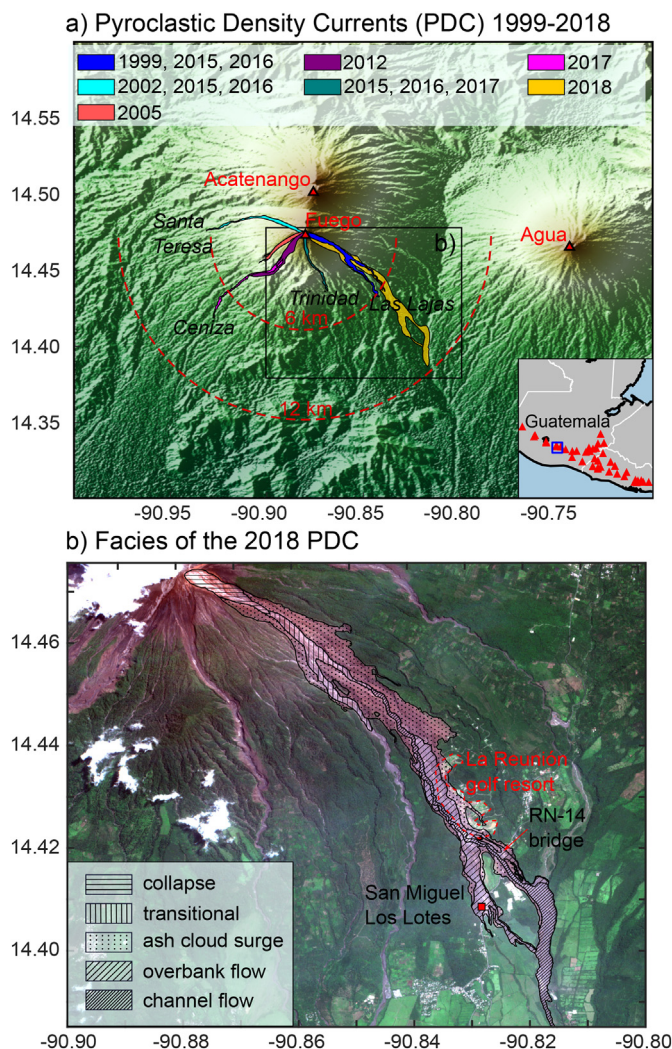 a) Pyroclastic Density Currents (PDC) 1999-2018
1999, 2015, 2016
2012
2017
2002, 2015, 2016
2015, 2016, 2017
2018
2005
14.55
14.50
14.45
14.40
14.35
Acatenango
Santa
Teresa
Fuego
Agua
b)
Trinidad
Las Lajas
Ceniza
6 km
12 km
Guatemala
-90.95
-90.90
-90.85
-90.80
-90.75
b) Facies of the 2018 PDC
14.46
14.44
14.42
14.40
La Reunión
golf resort
RN-14
bridge
San Miguel
Los Lotes
collapse
transitional
ash cloud surge
overbank flow
channel flow
-90.90
-90.88
-90.86
-90.84
-90.82
-90.80